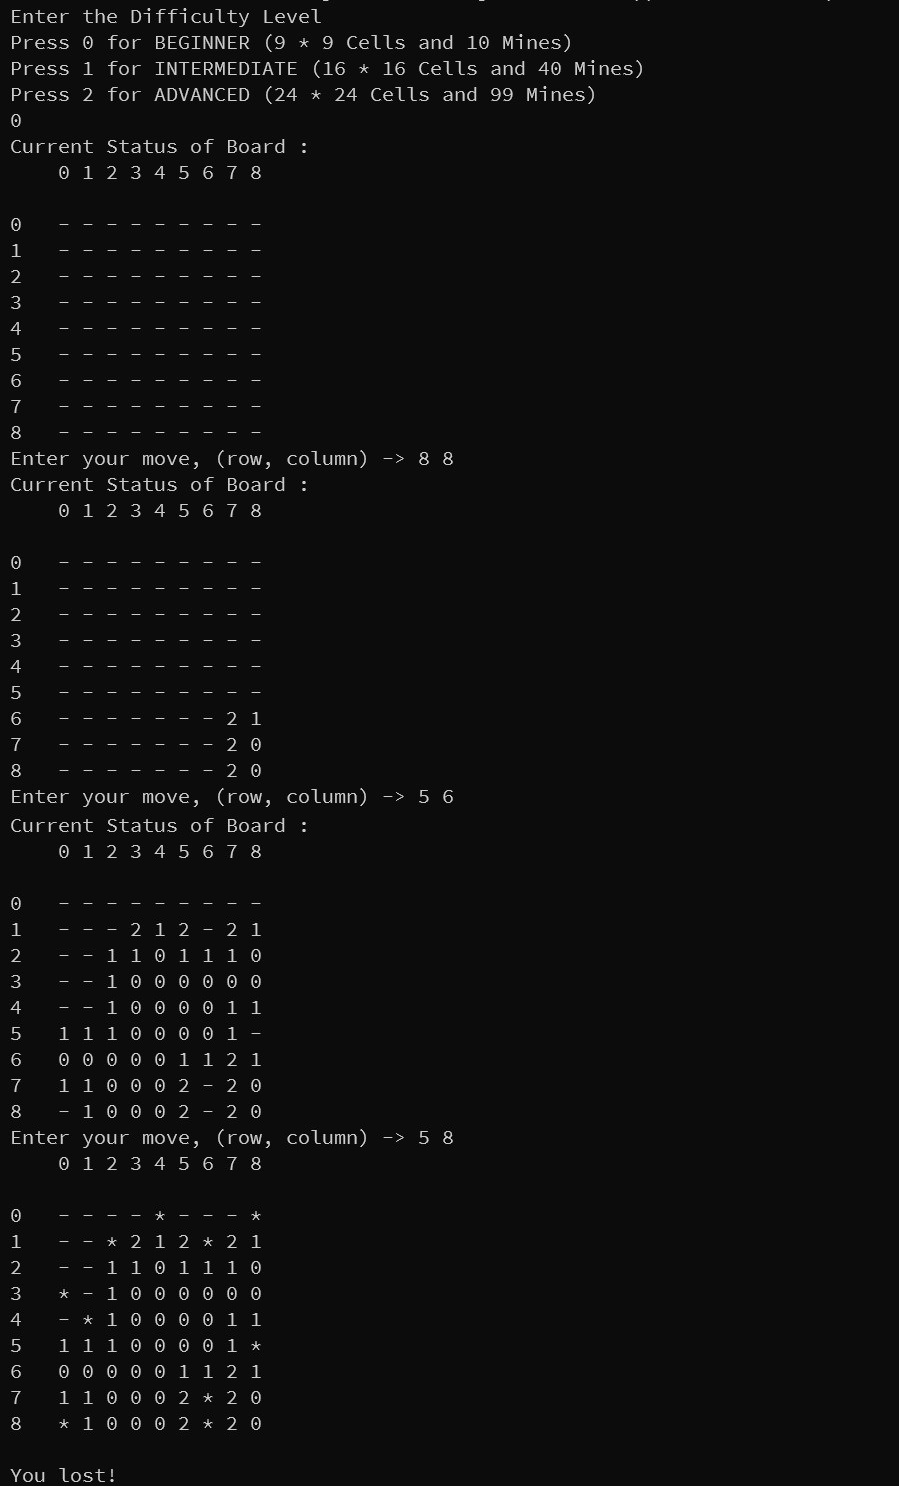 Enter the Difficulty Level
Press 0 for BEGINNER (9 * 9 Cells and 10 Mines)
Press 1 for INTERMEDIATE (16 * 16 Cells and 40 Mines)
Press 2 for ADVANCED (24 * 24 Cells and 99 Mines)
0
Current Status of Board :
    0 1 2 3 4 5 6 7 8

0   - - - - - - - - -
1   - - - - - - - - -
2   - - - - - - - - -
3   - - - - - - - - -
4   - - - - - - - - -
5   - - - - - - - - -
6   - - - - - - - - -
7   - - - - - - - - -
8   - - - - - - - - -
Enter your move, (row, column) -> 8 8
Current Status of Board :
    0 1 2 3 4 5 6 7 8

0   - - - - - - - - -
1   - - - - - - - - -
2   - - - - - - - - -
3   - - - - - - - - -
4   - - - - - - - - -
5   - - - - - - - - -
6   - - - - - - - 2 1
7   - - - - - - - 2 0
8   - - - - - - - 2 0
Enter your move, (row, column) -> 5 6
Current Status of Board :
    0 1 2 3 4 5 6 7 8

0   - - - - - - - - -
1   - - - 2 1 2 - 2 1
2   - - 1 1 0 1 1 1 0
3   - - 1 0 0 0 0 0 0
4   - - 1 0 0 0 0 1 1
5   1 1 1 0 0 0 0 1 -
6   0 0 0 0 0 1 1 2 1
7   1 1 0 0 0 2 - 2 0
8   - 1 0 0 0 2 - 2 0
Enter your move, (row, column) -> 5 8
    0 1 2 3 4 5 6 7 8

0   - - - - * - - - *
1   - - * 2 1 2 * 2 1
2   - - 1 1 0 1 1 1 0
3   * - 1 0 0 0 0 0 0
4   - * 1 0 0 0 0 1 1
5   1 1 1 0 0 0 0 1 *
6   0 0 0 0 0 1 1 2 1
7   1 1 0 0 0 2 * 2 0
8   * 1 0 0 0 2 * 2 0

You lost!